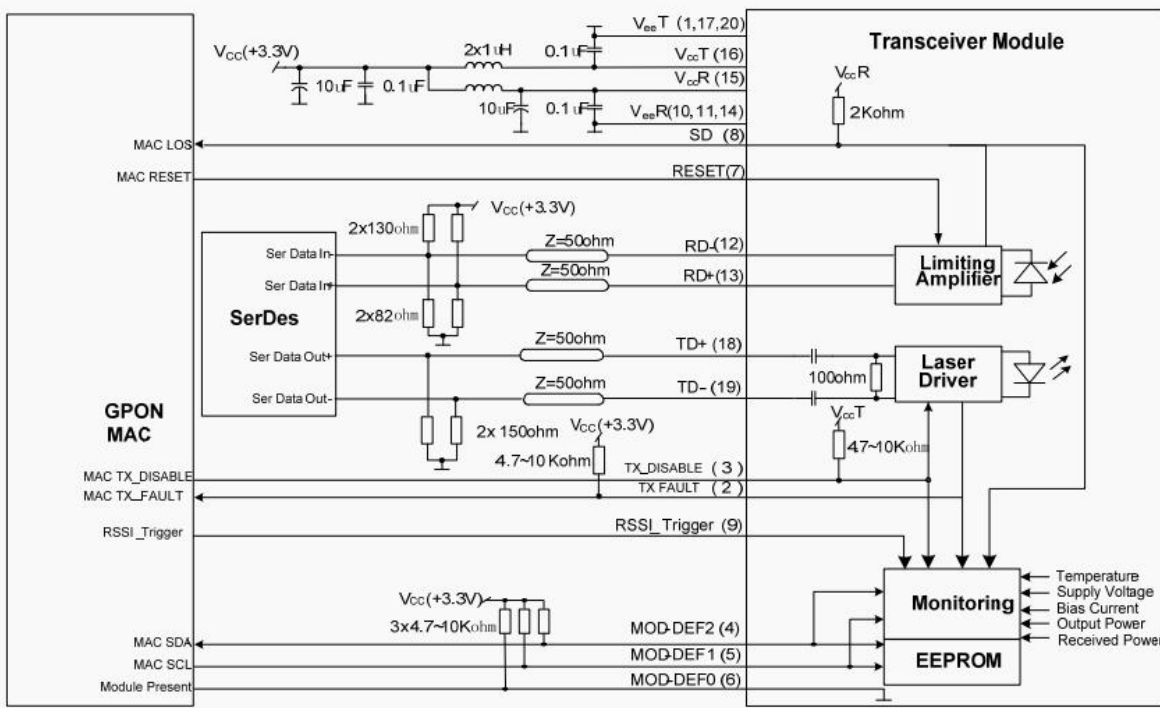 VeeT (1,17,20)
Transceiver Module
VCC(+3.3V)
2x1uH
0.1uF
VccT (16)
VccR (15)
VccR
10uF
0.1uF
10uF
0.1uF
VeeR(10,11,14)
2Kohm
SD (8)
MAC LOS
MAC RESET
RESET(7)
VCC(+3.3V)
2x130ohm
Z=50ohm
RD-(12)
Ser Data In-
Z=50ohm
RD+(13)
Limiting
Amplifier
Ser Data In+
SerDes
2x82ohm
Z=50ohm
TD+ (18)
Ser Data Out+
100ohm
Laser
Driver
Z=50ohm
TD- (19)
Ser Data Out-
GPON
MAC
2x 150ohm
VCC(+3.3V)
VccT
4.7~10 Kohm
47~10Kohm
MAC TX_DISABLE
TX_DISABLE ( 3 )
MAC TX_FAULT
TX FAULT ( 2 )
RSSI_Trigger
RSSI_Trigger (9)
Temperature
VCC(+3.3V)
Monitoring
Supply Voltage
Bias Current
3x4.7~10Kohm
Output Power
MAC SDA
MOD-DEF2 (4)
Received Power
MAC SCL
MOD-DEF1 (5)
EEPROM
Module Present
MOD-DEF0 (6)